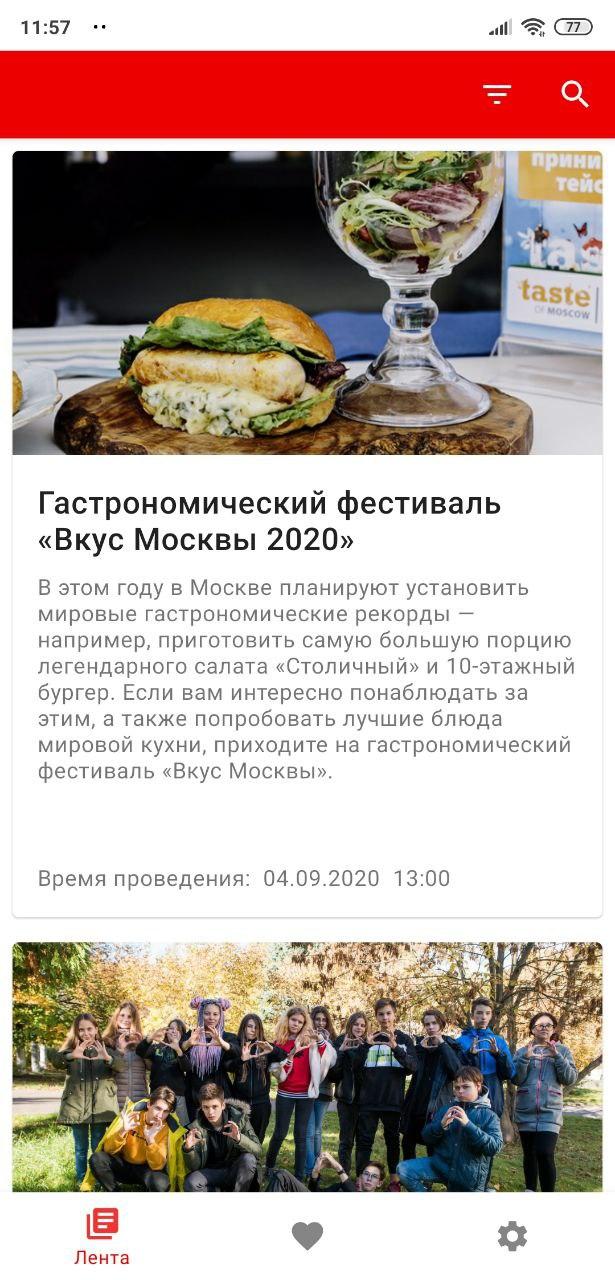 11:57
77
прини
тейс
tas
taste
OF MOSCOW
Гастрономический фестиваль
«Вкус Москвы 2020»
В этом году в Москве планируют установить
мировые гастрономические рекорды —
например, приготовить самую большую порцию
легендарного салата «Столичный» и 10-этажный
бургер. Если вам интересно понаблюдать за
этим, а также попробовать лучшие блюда
мировой кухни, приходите на гастрономический
фестиваль «Вкус Москвы».
Время проведения: 04.09.2020 13:00
Лента